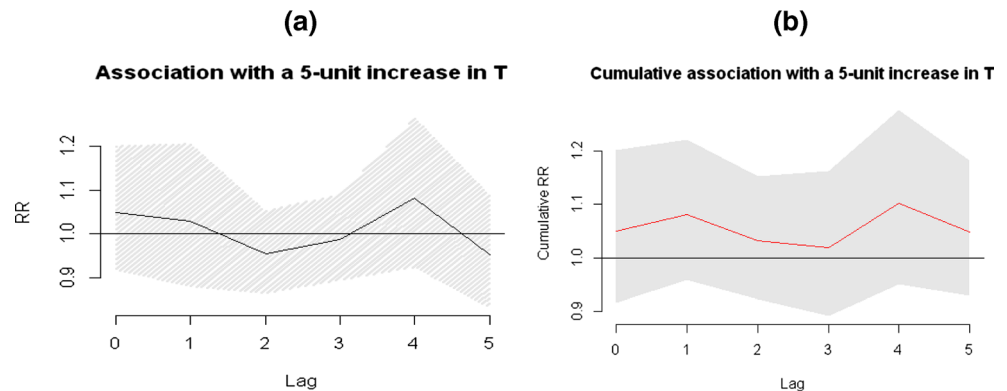 (a)
Association with a 5-unit increase in T
RR
1.2
1.1
1.0
0.9
0 1 2 3 4 5
Lag
(b)
Cumulative association with a 5-unit increase in T
Cumulative RR
1.2
1.1
1.0
0.9
0 1 2 3 4 5
Lag